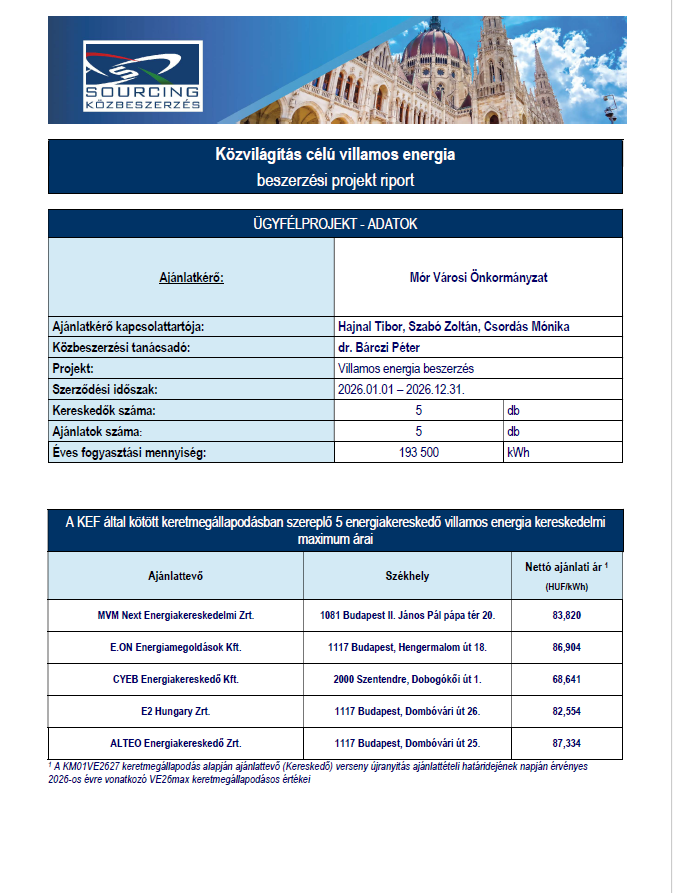 SOURCING
KÖZBESZERZÉS
Közvilágítás célú villamos energia
beszerzési projekt riport
ÜGYFÉLPROJEKT - ADATOK
Ajánlatkérő: Mór Városi Önkormányzat
Ajánlatkérő kapcsolattartója: Hajnal Tibor, Szabó Zoltán, Csordás Mónika
Közbeszerzési tanácsadó: dr. Bárczi Péter
Projekt: Villamos energia beszerzés
Szerződési időszak: 2026.01.01 – 2026.12.31.
Kereskedők száma: 5 db
Ajánlatok száma: 5 db
Éves fogyasztási mennyiség: 193 500 kWh
A KEF által kötött keretmegállapodásban szereplő 5 energiakereskedő villamos energia kereskedelmi
maximum árai
Ajánlattevő Székhely Nettó ajánlati ár ¹
(HUF/kWh)
MVM Next Energiakereskedelmi Zrt. 1081 Budapest II. János Pál pápa tér 20. 83,820
E.ON Energiamegoldások Kft. 1117 Budapest, Hengermalom út 18. 86,904
CYEB Energiakereskedő Kft. 2000 Szentendre, Dobogókői út 1. 68,641
E2 Hungary Zrt. 1117 Budapest, Dombóvári út 26. 82,554
ALTEO Energiakereskedő Zrt. 1117 Budapest, Dombóvári út 25. 87,334
¹ A KM01VE2627 keretmegállapodás alapján ajánlattevő (Kereskedő) verseny újranyitás ajánlattételi határidejének napján érvényes
2026-os évre vonatkozó VE26max keretmegállapodásos értékei